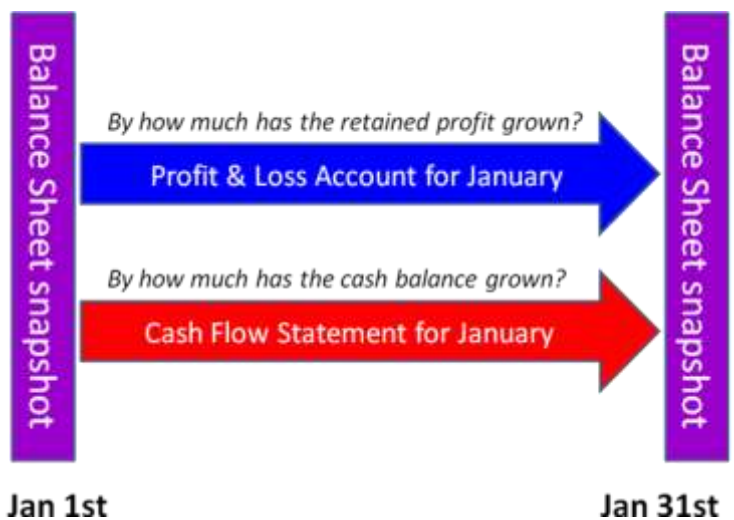 Balance Sheet snapshot
By how much has the retained profit grown?
Profit & Loss Account for January
By how much has the cash balance grown?
Cash Flow Statement for January
Balance Sheet snapshot
Jan 1st
Jan 31st